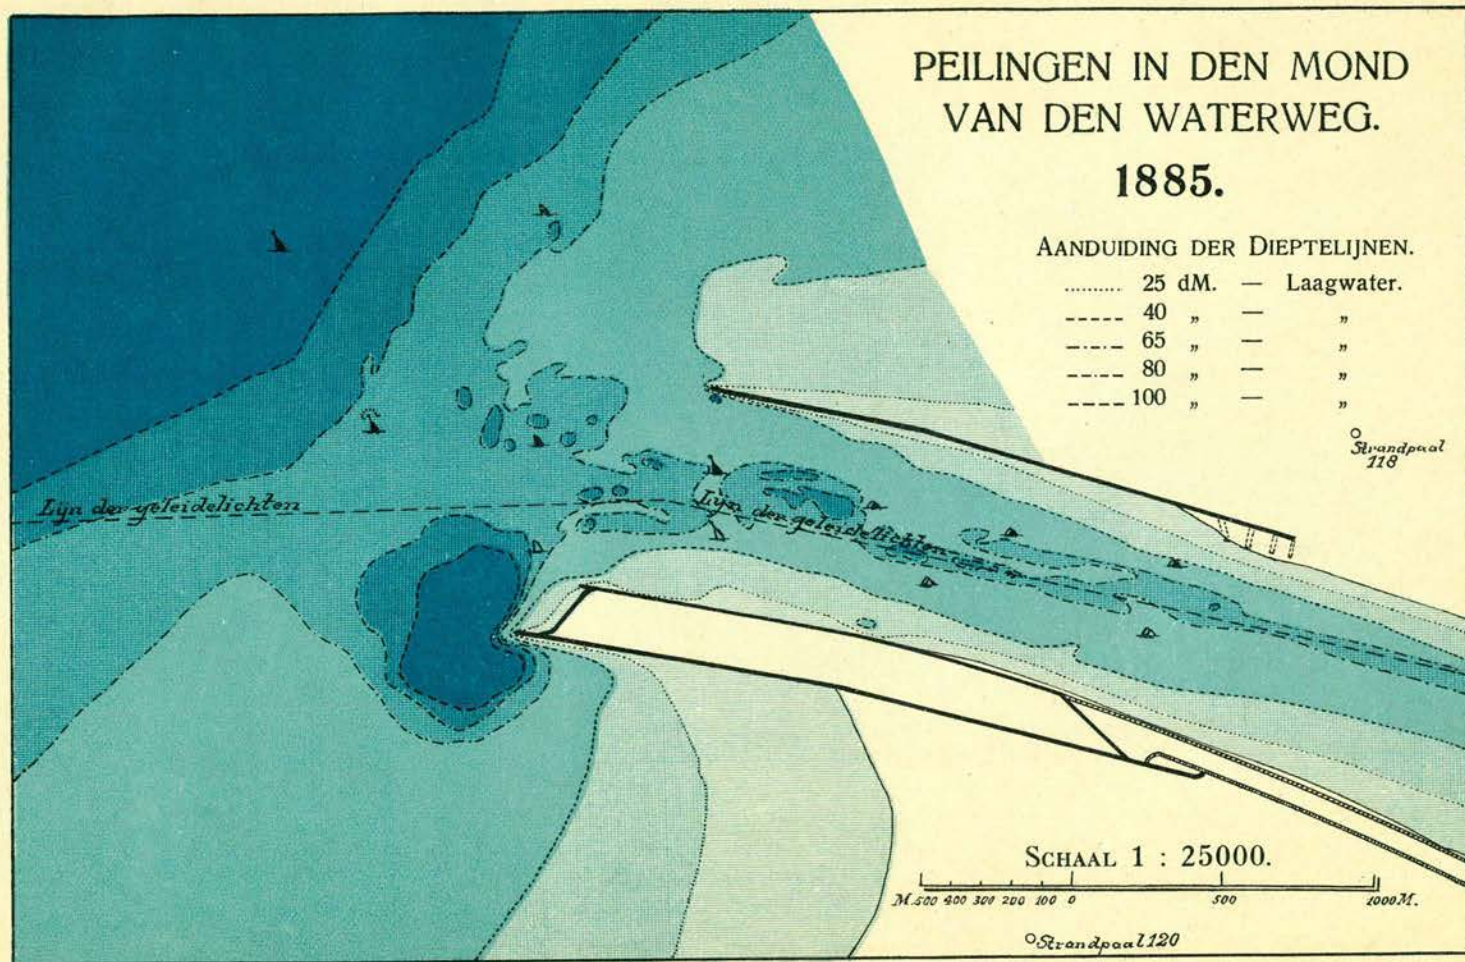 PEILINGEN IN DEN MOND
VAN DEN WATERWEG.
1885.
AANDUIDING DER DIEPTELIJNEN.
.......... 25 dM. — Laagwater.
------ 40 „ — „
—.—.— 65 „ — „
—.—.— 80 „ — „
---- 100 „ — „
Strandpaal
118
Lijn der geleidelichten
Lijn der geleidelichten
SCHAAL 1 : 25000.
M. 500 400 300 200 100 0 500 1000 M.
Strandpaal 120